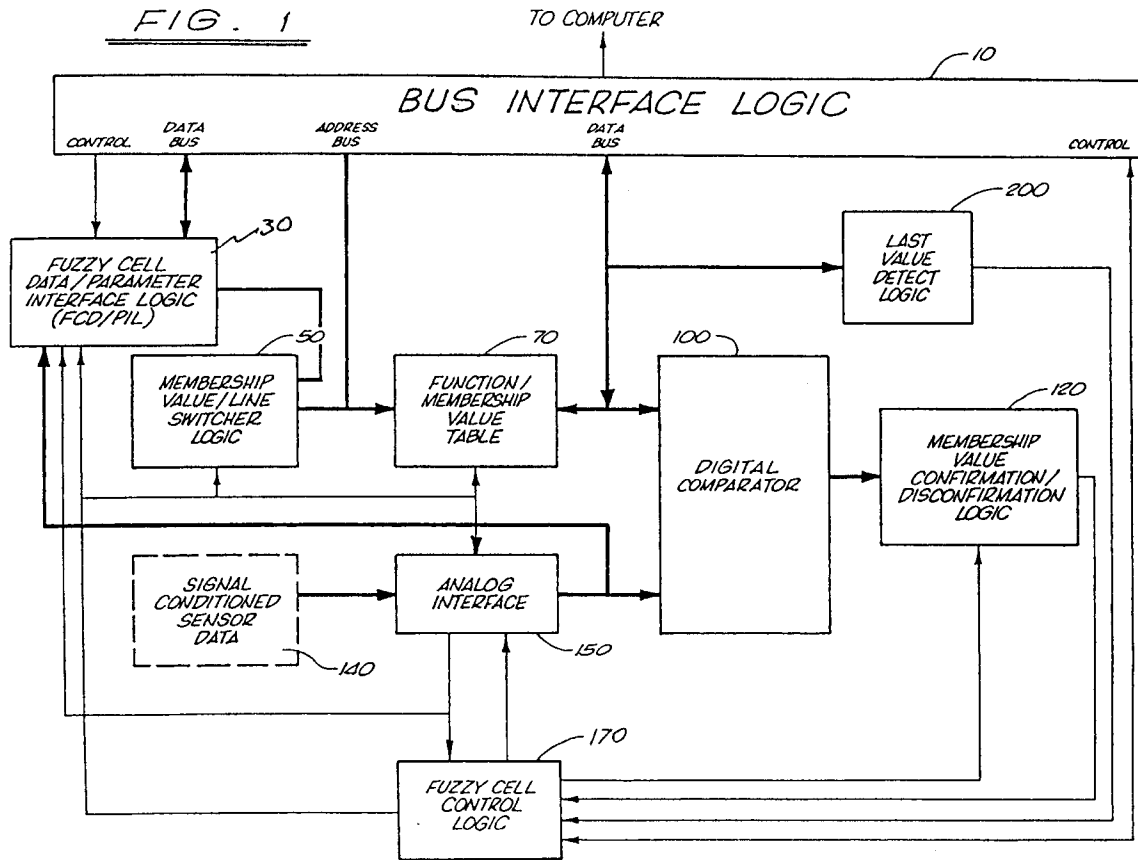 FIG. 1
TO COMPUTER
10
BUS INTERFACE LOGIC
CONTROL
DATA
BUS
ADDRESS
BUS
DATA
BUS
CONTROL
30
FUZZY CELL
DATA/PARAMETER
INTERFACE LOGIC
(FCD/PIL)
200
LAST
VALUE
DETECT
LOGIC
50
MEMBERSHIP
VALUE/LINE
SWITCHER
LOGIC
70
FUNCTION/
MEMBERSHIP
VALUE
TABLE
100
DIGITAL
COMPARATOR
120
MEMBERSHIP
VALUE
CONFIRMATION/
DISCONFIRMATION
LOGIC
SIGNAL
CONDITIONED
SENSOR
DATA
140
ANALOG
INTERFACE
150
170
FUZZY CELL
CONTROL
LOGIC